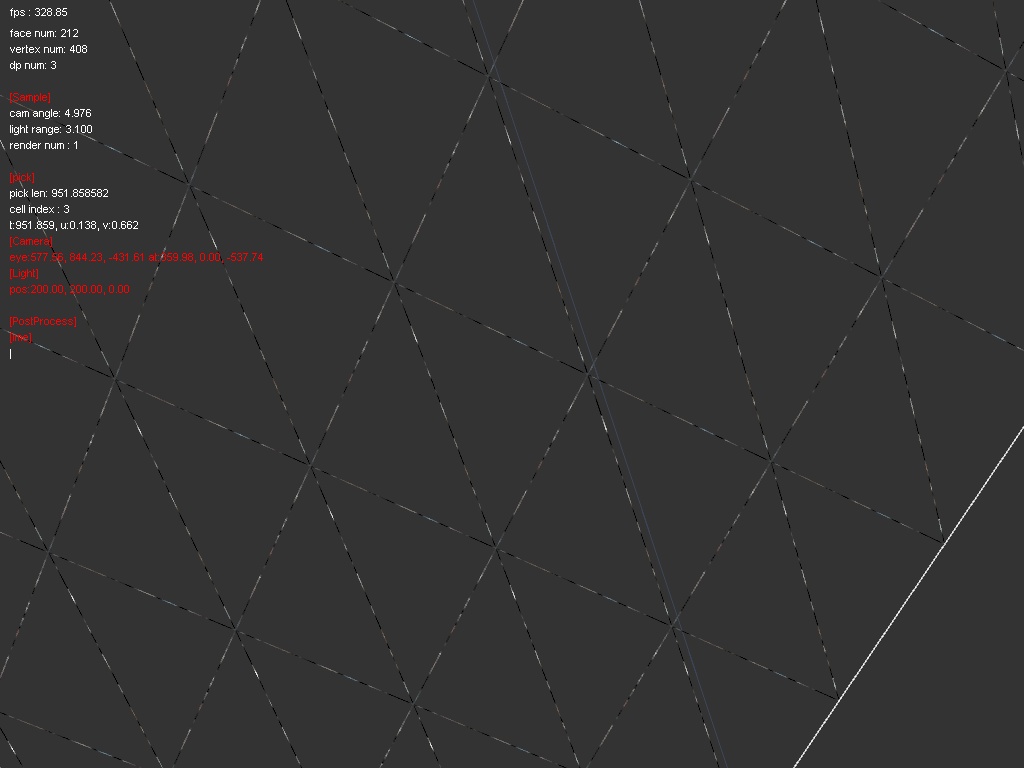 fps : 328.85
face num: 212
vertex num: 408
dp num: 3
[Sample]
cam angle: 4.976
light range: 3.100
render num : 1
[pick]
pick len: 951.858582
cell index : 3
t:951.859, u:0.138, v:0.662
[Camera]
eye:577.56, 844.23, -431.61 at:359.98, 0.00, -537.74
[Light]
pos:200.00, 200.00, 0.00
[PostProcess]
[Ime]